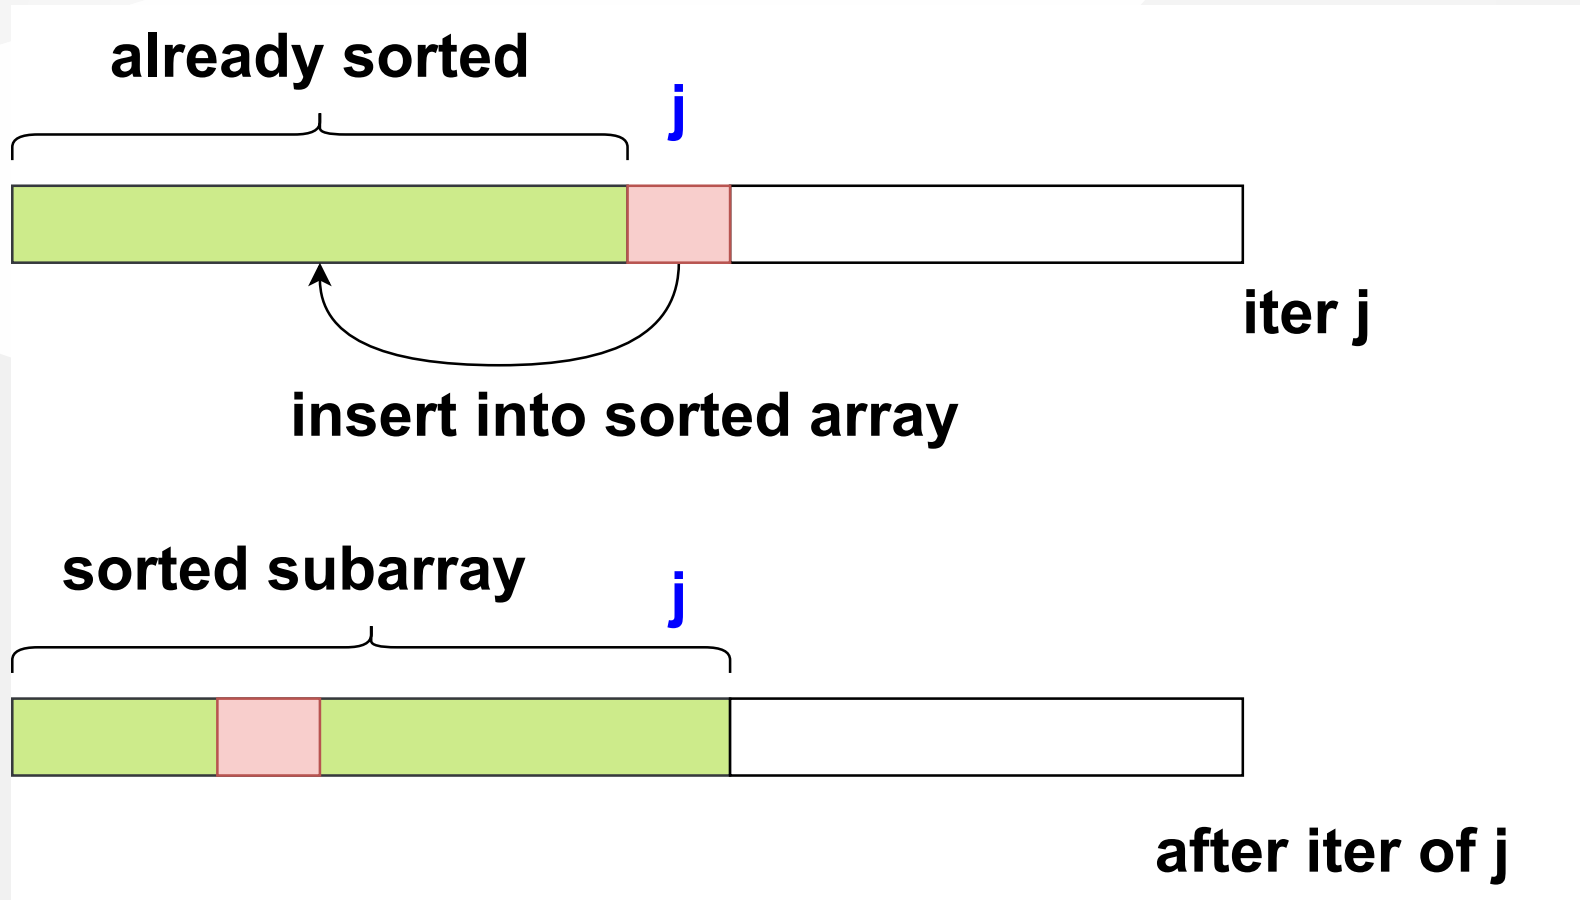 already sorted
j
iter j
insert into sorted array
sorted subarray
j
after iter of j